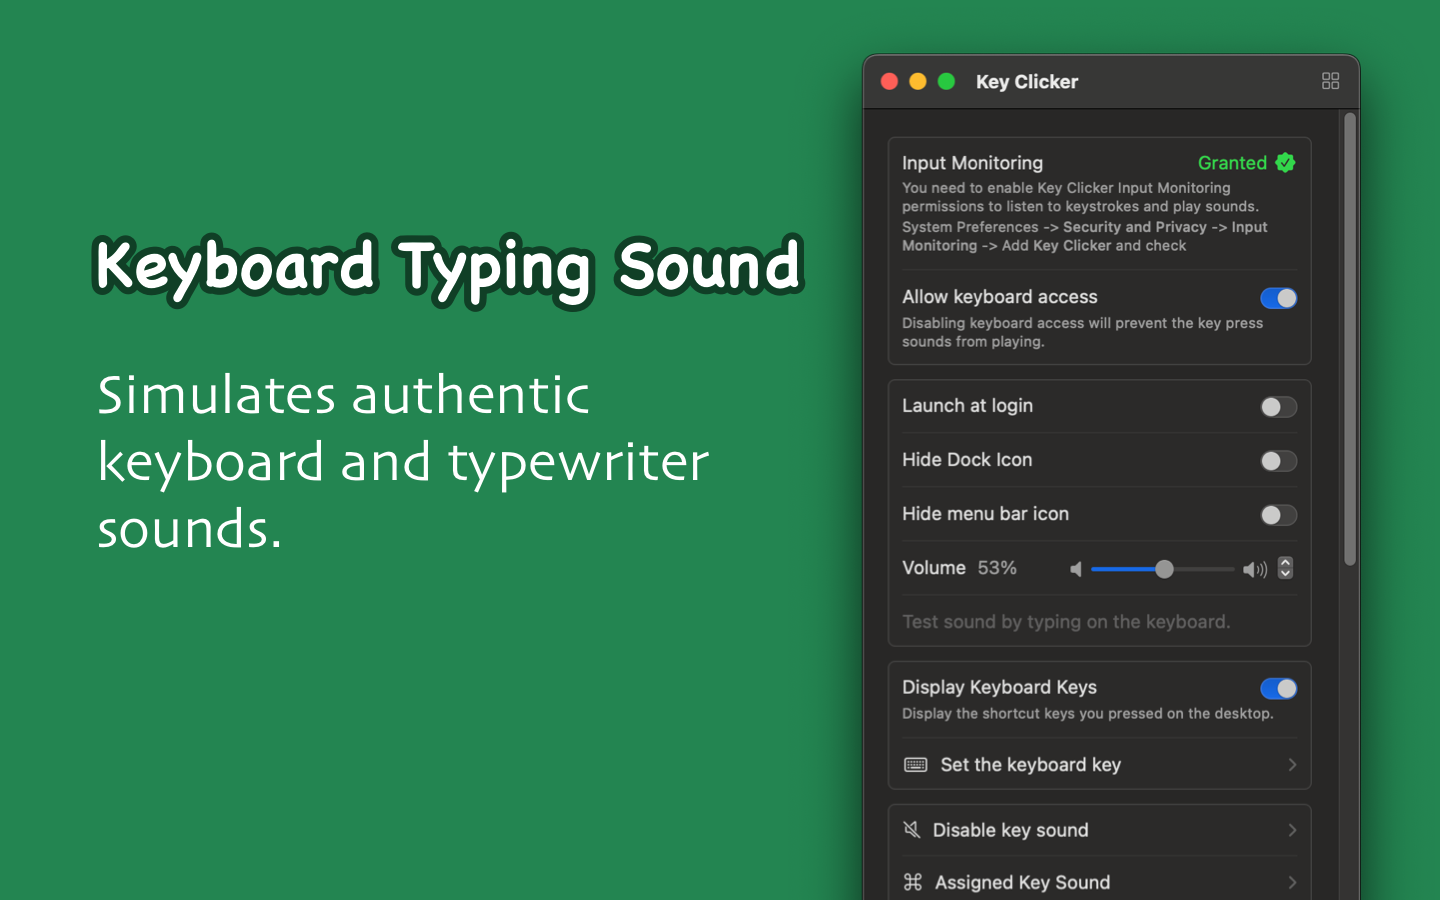 Keyboard Typing Sound
Simulates authentic
keyboard and typewriter
sounds.
Key Clicker
Input Monitoring
Granted
You need to enable Key Clicker Input Monitoring
permissions to listen to keystrokes and play sounds.
System Preferences -> Security and Privacy -> Input
Monitoring -> Add Key Clicker and check
Allow keyboard access
Disabling keyboard access will prevent the key press
sounds from playing.
Launch at login
Hide Dock Icon
Hide menu bar icon
Volume 53%
Test sound by typing on the keyboard.
Display Keyboard Keys
Display the shortcut keys you pressed on the desktop.
Set the keyboard key
Disable key sound
Assigned Key Sound